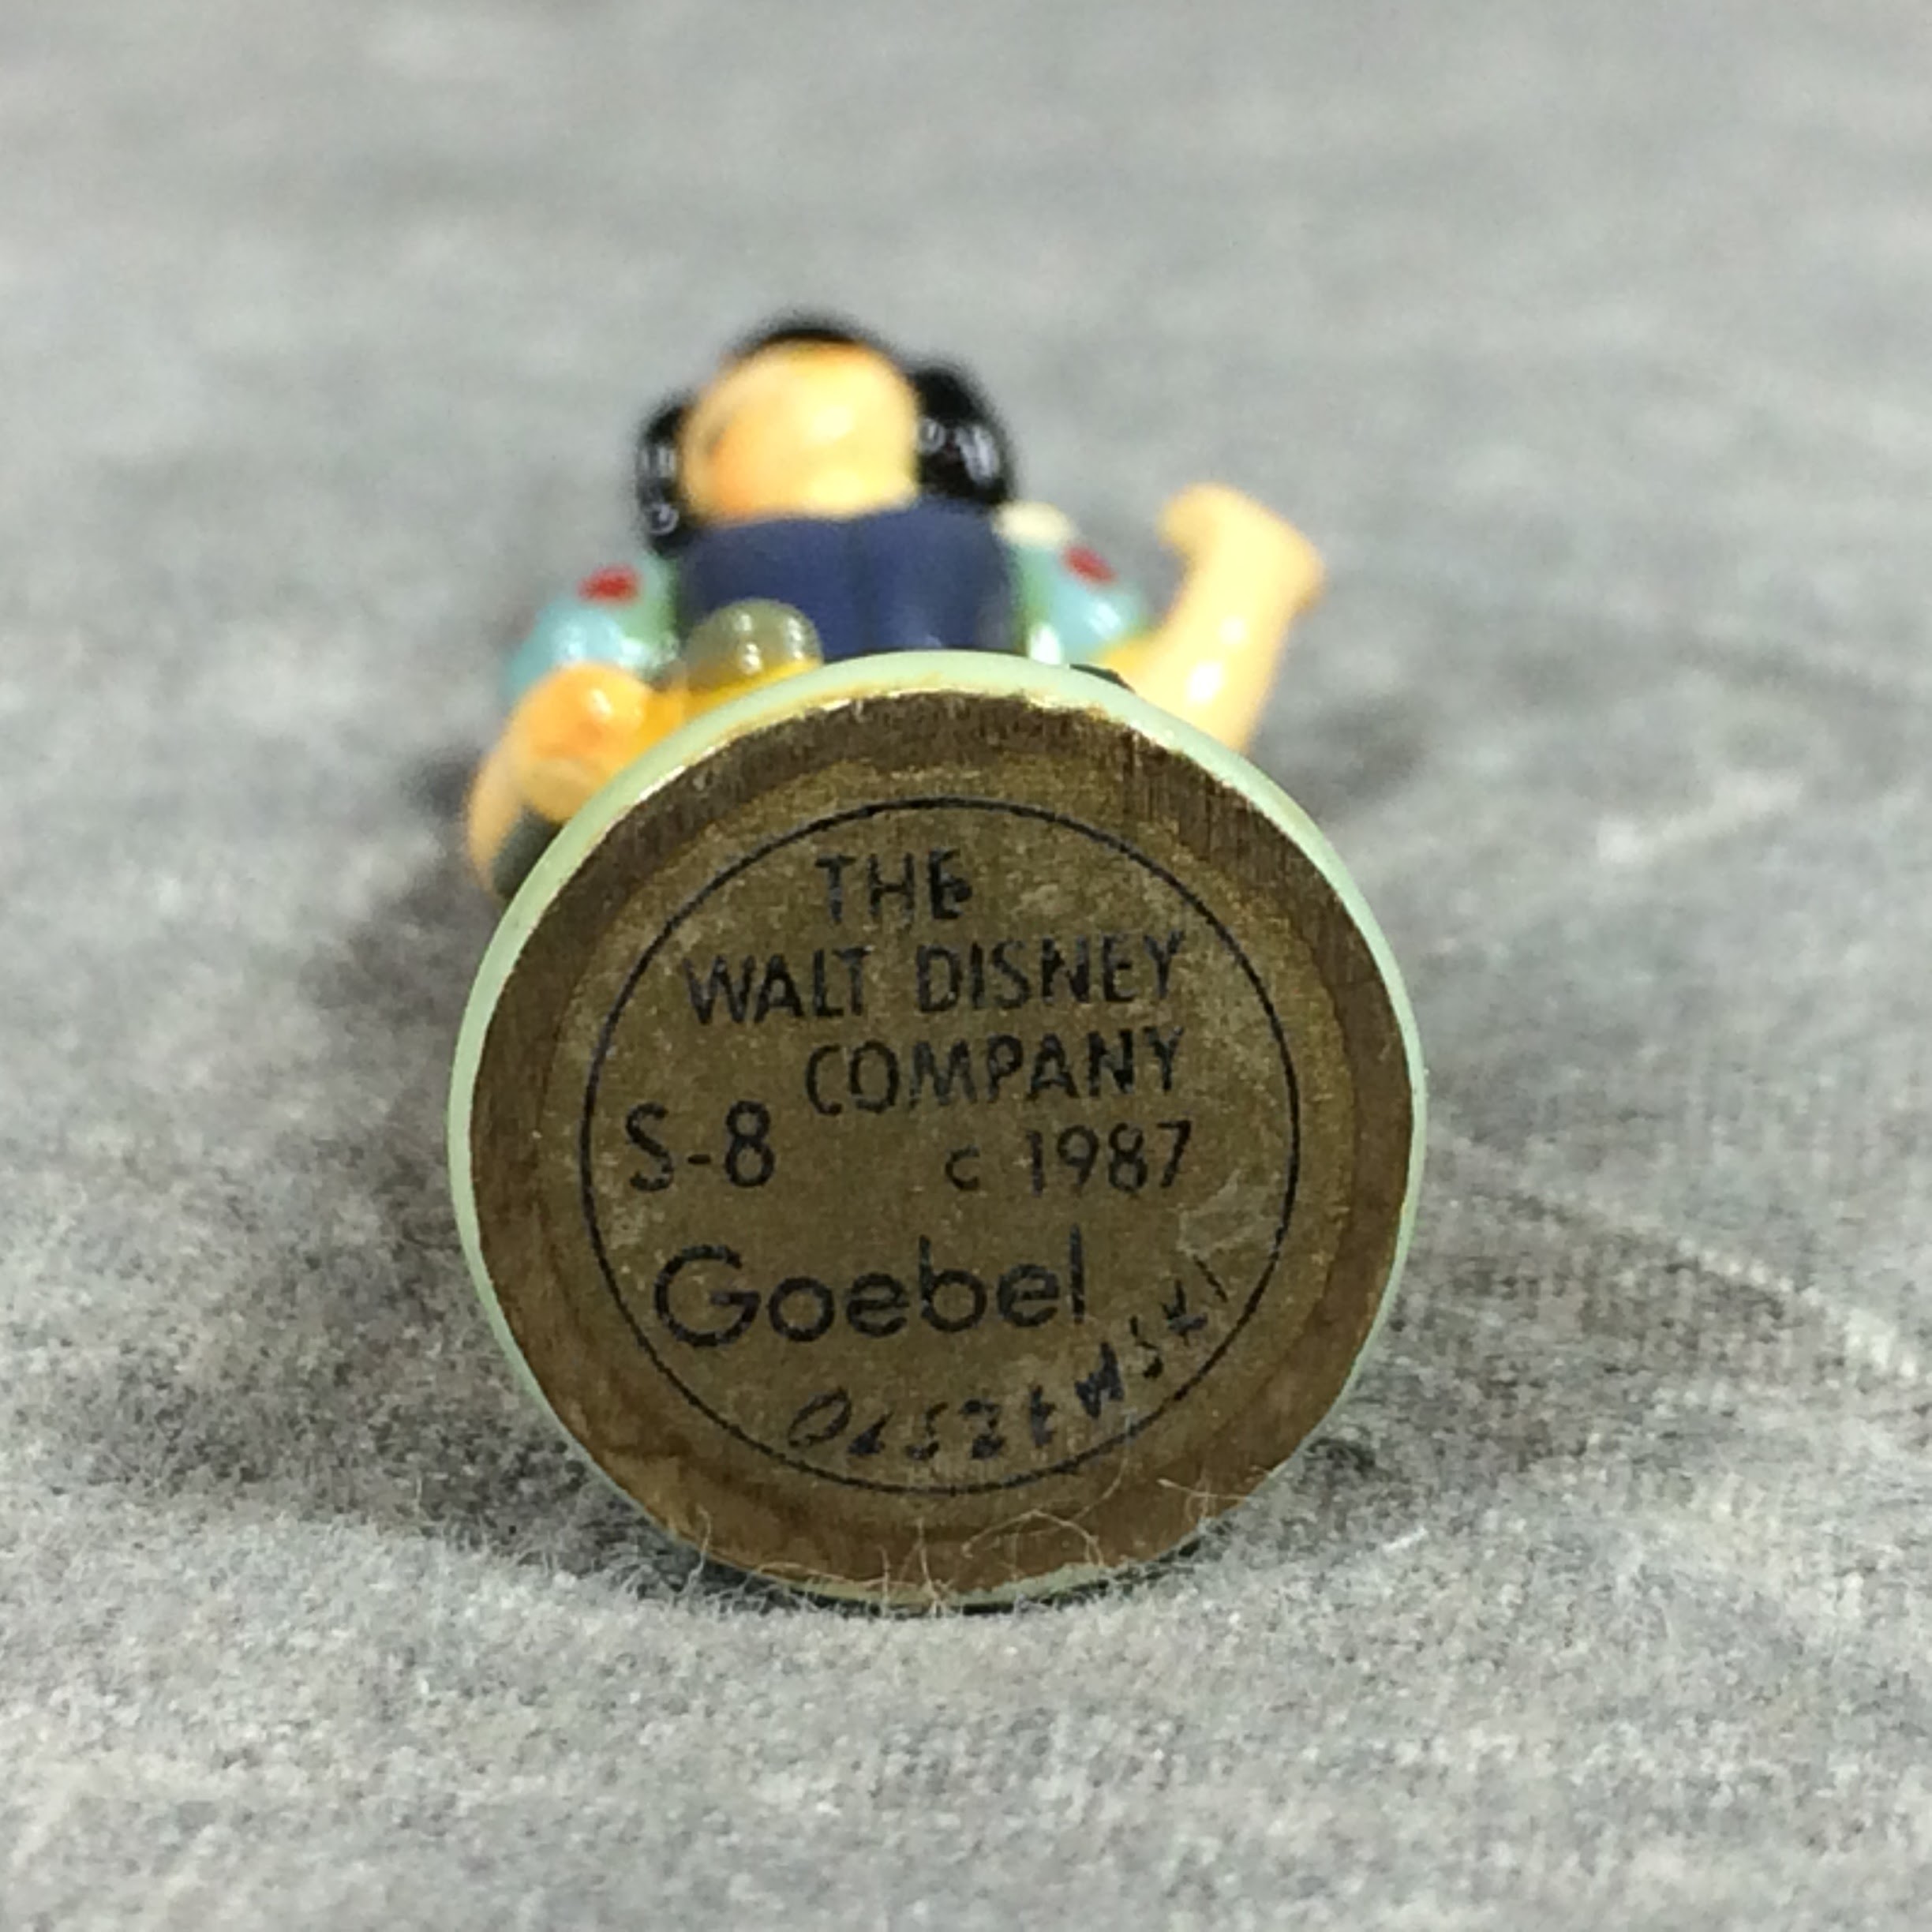 THE
WALT DISNEY
COMPANY
S-8 c 1987
Goebel